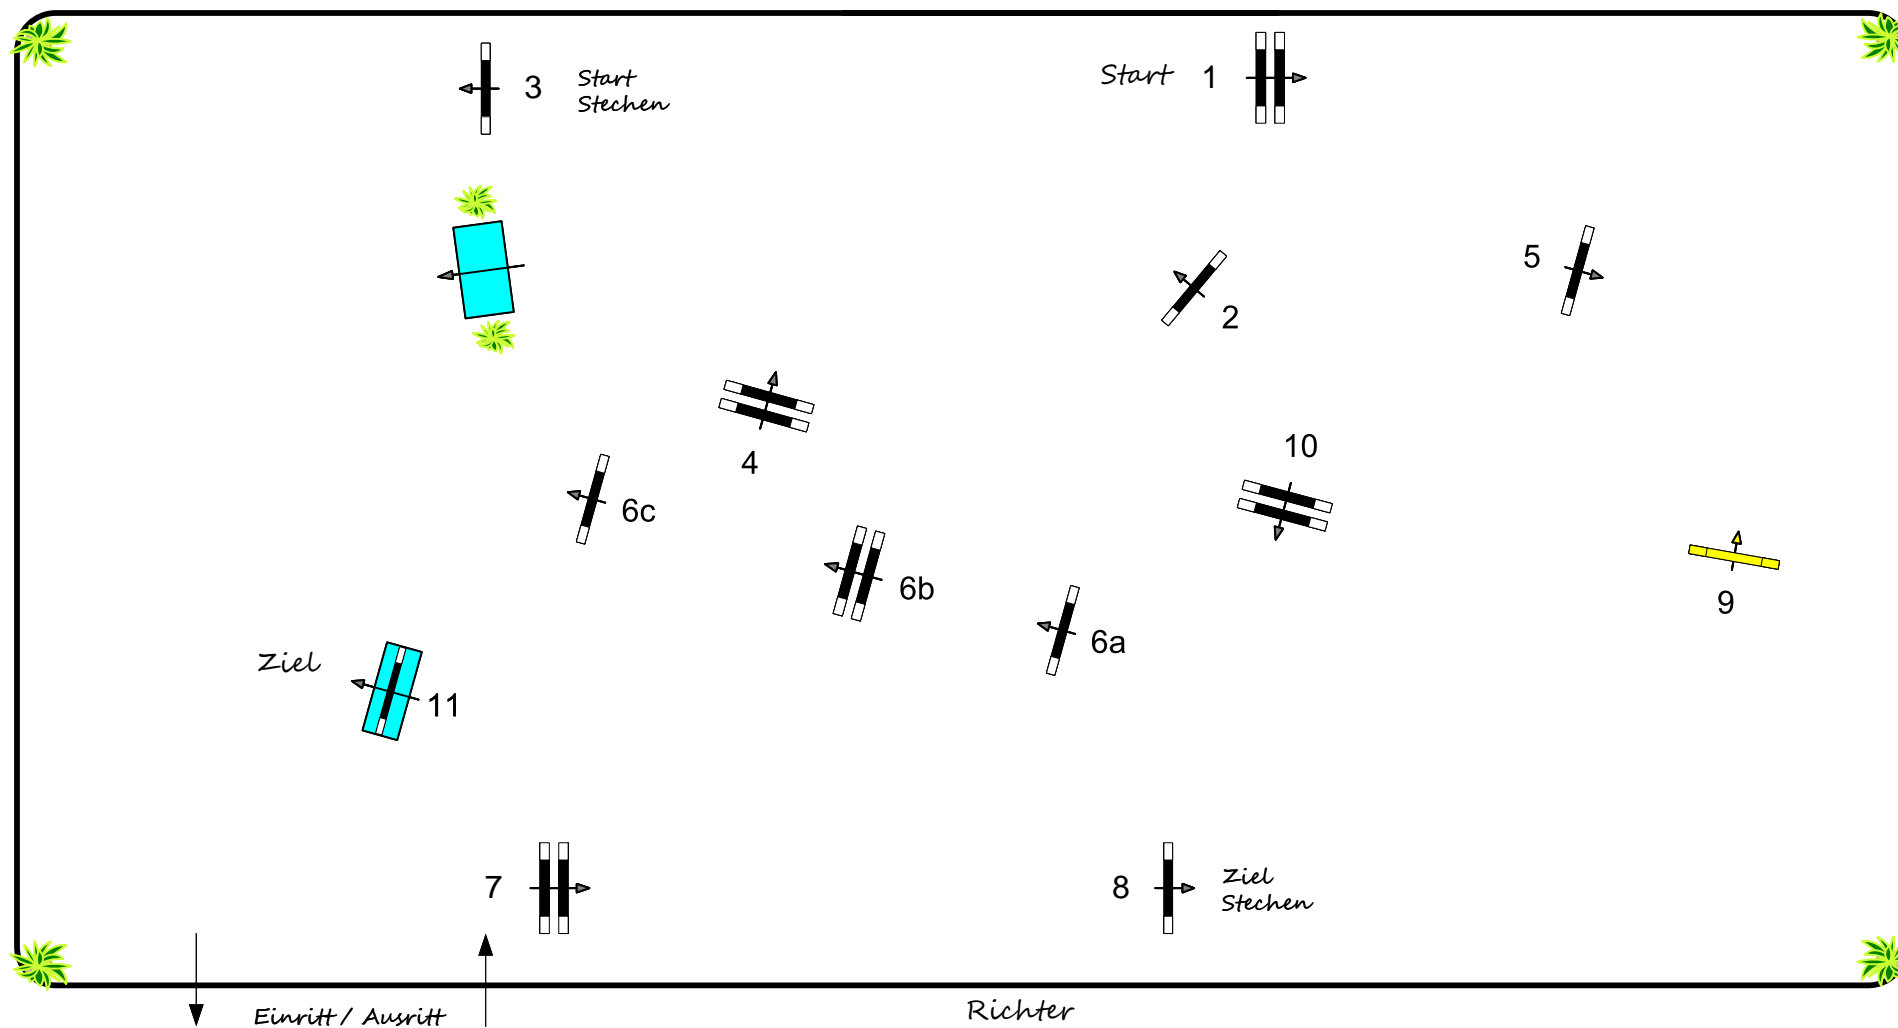 3
Start
Stechen
Start
1
5
2
10
4
6c
6b
9
6a
Ziel
11
7
8
Ziel
Stechen
Einritt / Ausritt
Richter